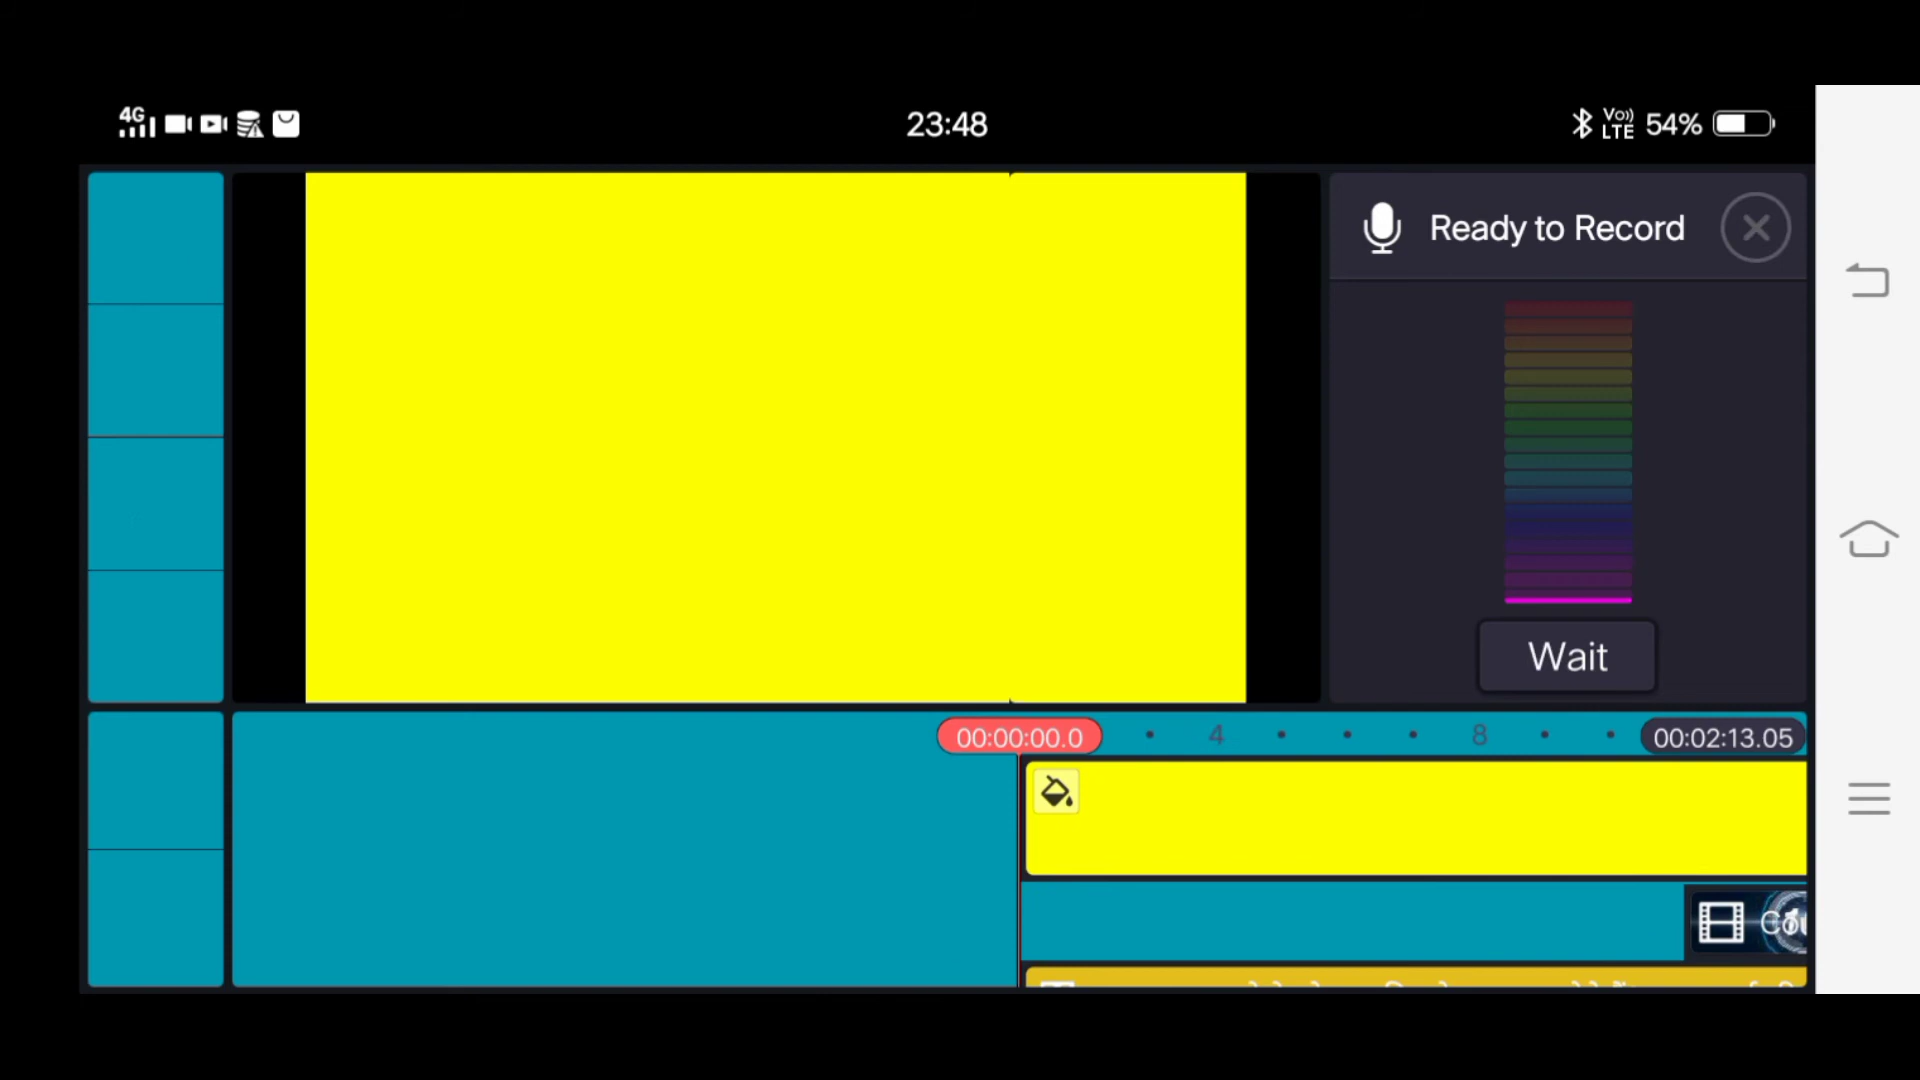 4G
23:48
Vo))
LTE
54%
Ready to Record
Wait
00:00:00.0
4
8
00:02:13.05